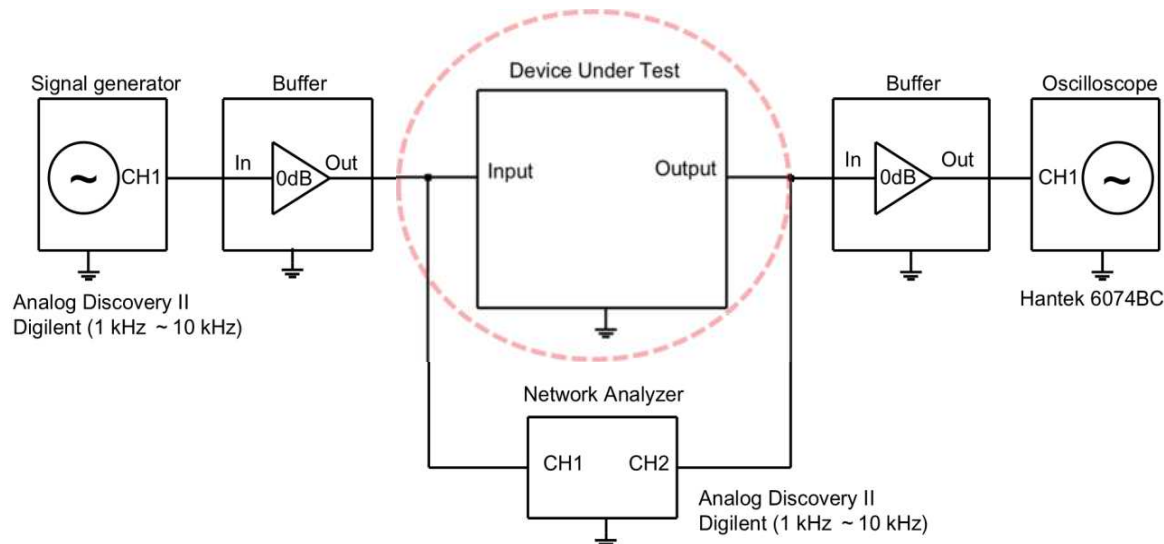 Signal generator
Buffer
Device Under Test
Buffer
Oscilloscope
~
CH1
In
0dB
Out
Input
Output
In
0dB
Out
CH1
~
Analog Discovery II
Digilent (1 kHz ~ 10 kHz)
Hantek 6074BC
Network Analyzer
CH1
CH2
Analog Discovery II
Digilent (1 kHz ~ 10 kHz)